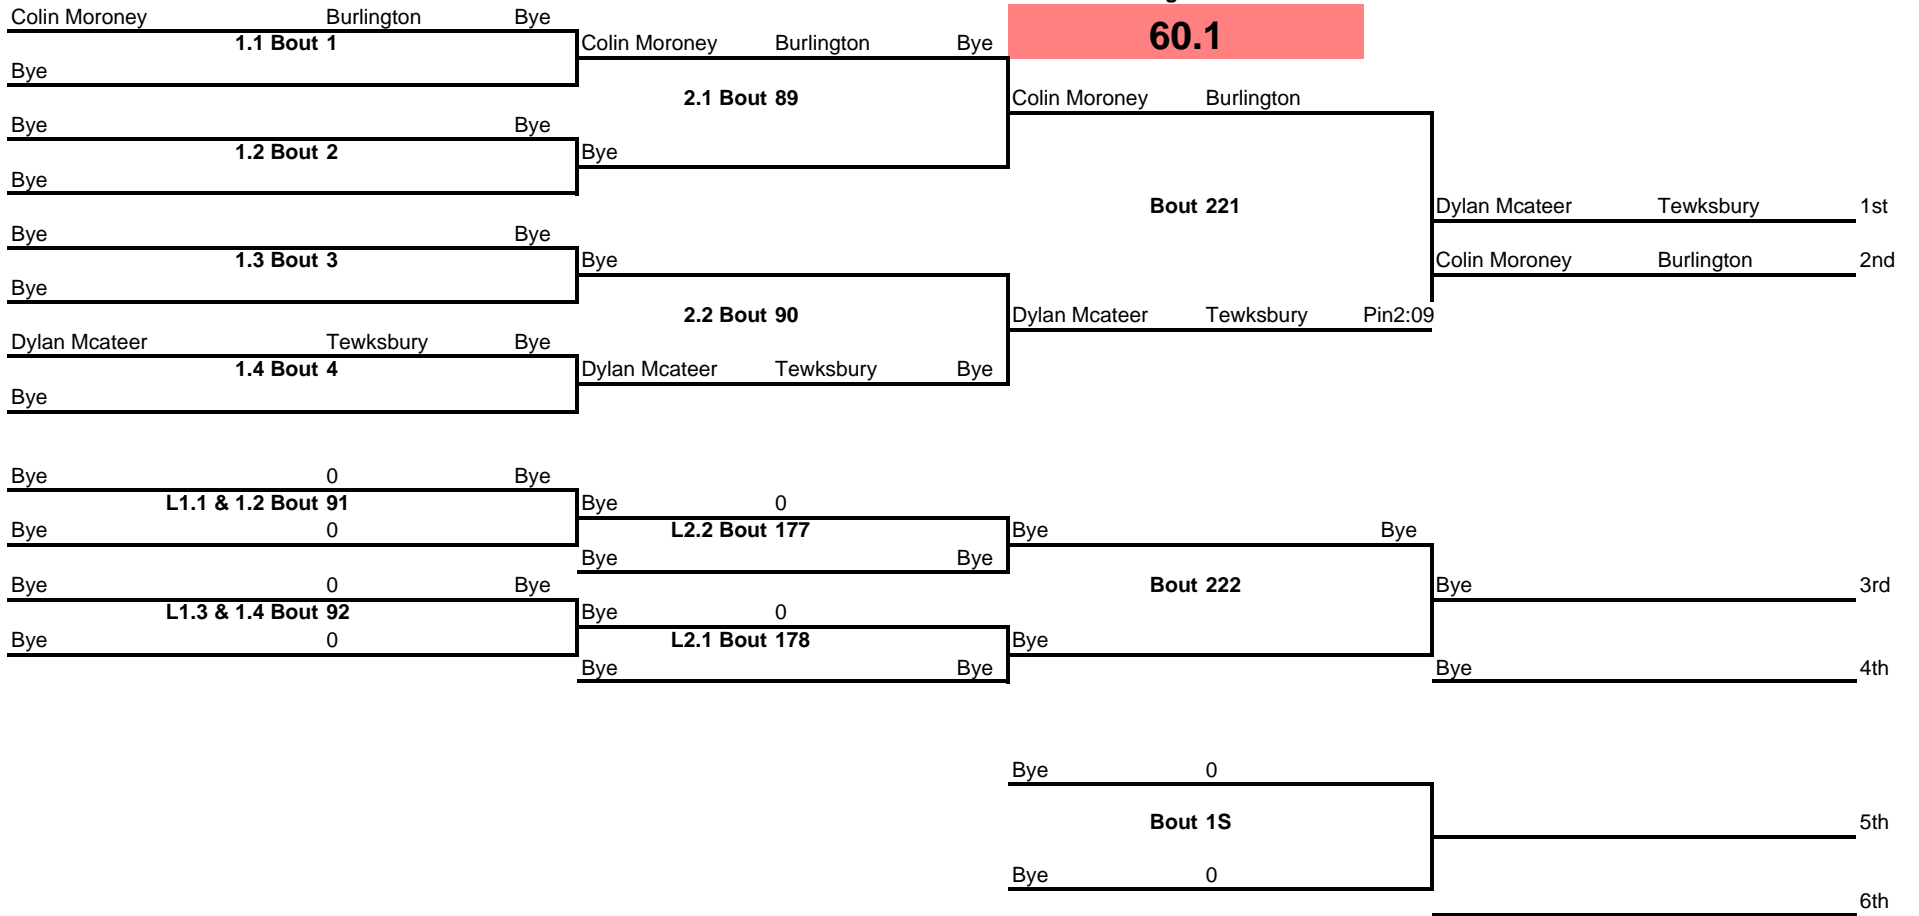 60.1
Colin Moroney Burlington Bye
1.1 Bout 1
Colin Moroney Burlington Bye
Bye
2.1 Bout 89
Colin Moroney Burlington
Bye Bye
1.2 Bout 2
Bye
Bye
Bout 221
Dylan Mcateer Tewksbury 1st
Bye Bye
1.3 Bout 3
Bye
Colin Moroney Burlington 2nd
Bye
2.2 Bout 90
Dylan Mcateer Tewksbury Pin2:09
Dylan Mcateer Tewksbury Bye
1.4 Bout 4
Dylan Mcateer Tewksbury Bye
Bye
Bye 0 Bye
L1.1 & 1.2 Bout 91
Bye 0
Bye 0
L2.2 Bout 177
Bye Bye
Bye Bye
Bye 0 Bye
Bout 222
Bye 3rd
L1.3 & 1.4 Bout 92
Bye 0
Bye 0
L2.1 Bout 178
Bye
Bye Bye
Bye 4th
Bye 0
Bout 1S
5th
Bye 0
6th